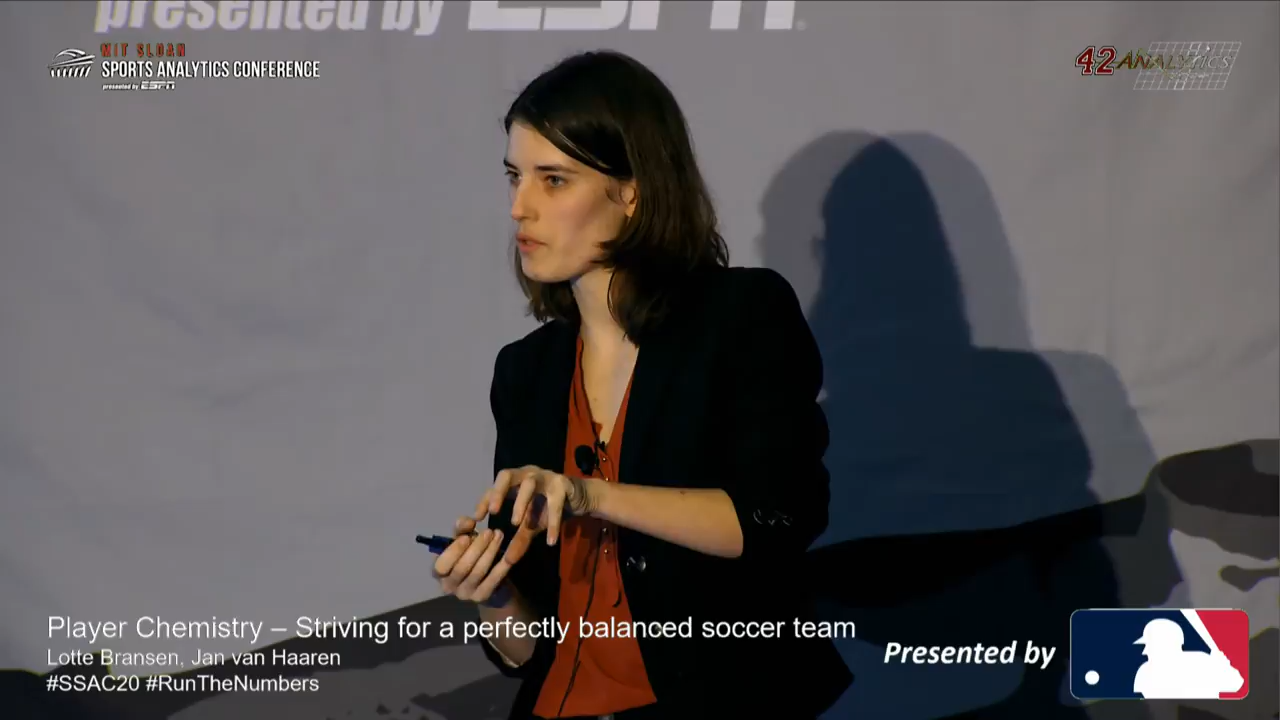 presented by ESPN
MIT SLOAN
SPORTS ANALYTICS CONFERENCE
presented by ESPN
42 ANALYTICS
Player Chemistry – Striving for a perfectly balanced soccer team
Lotte Bransen, Jan van Haaren
#SSAC20 #RunTheNumbers
Presented by